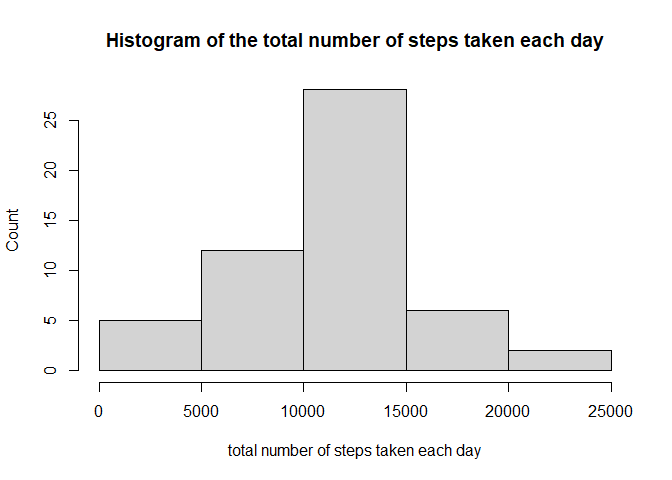 Histogram of the total number of steps taken each day
Count
25
20
15
10
5
0
0 5000 10000 15000 20000 25000
total number of steps taken each day